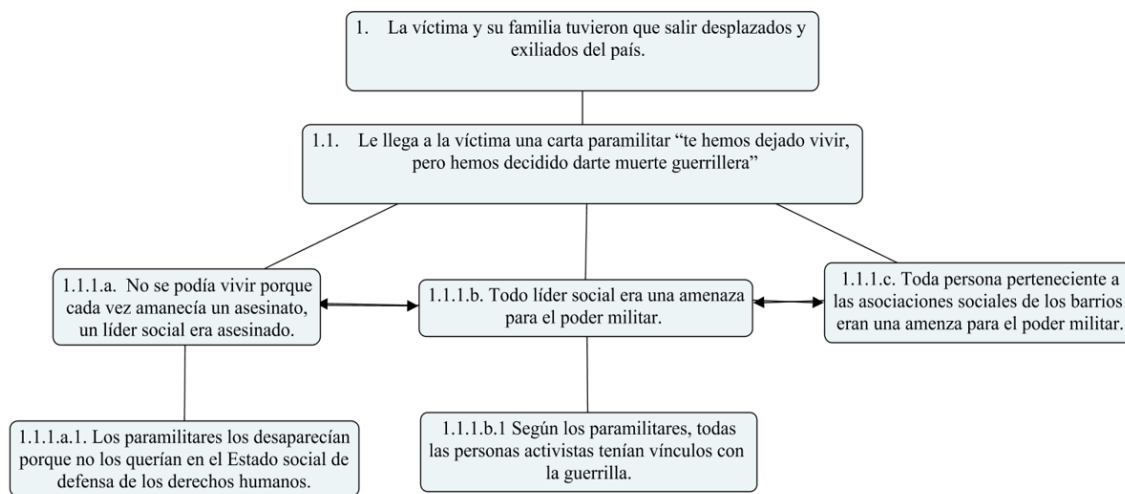 1. La víctima y su familia tuvieron que salir desplazados y
exiliados del país.
1.1. Le llega a la víctima una carta paramilitar “te hemos dejado vivir,
pero hemos decidido darte muerte guerrillera”
1.1.1.a. No se podía vivir porque
cada vez amanecía un asesinato,
un líder social era asesinado.
1.1.1.b. Todo líder social era una amenaza
para el poder militar.
1.1.1.c. Toda persona perteneciente a
las asociaciones sociales de los barrios
eran una amenza para el poder militar.
1.1.1.a.1. Los paramilitares los desaparecían
porque no los querían en el Estado social de
defensa de los derechos humanos.
1.1.1.b.1 Según los paramilitares, todas
las personas activistas tenían vínculos con
la guerrilla.